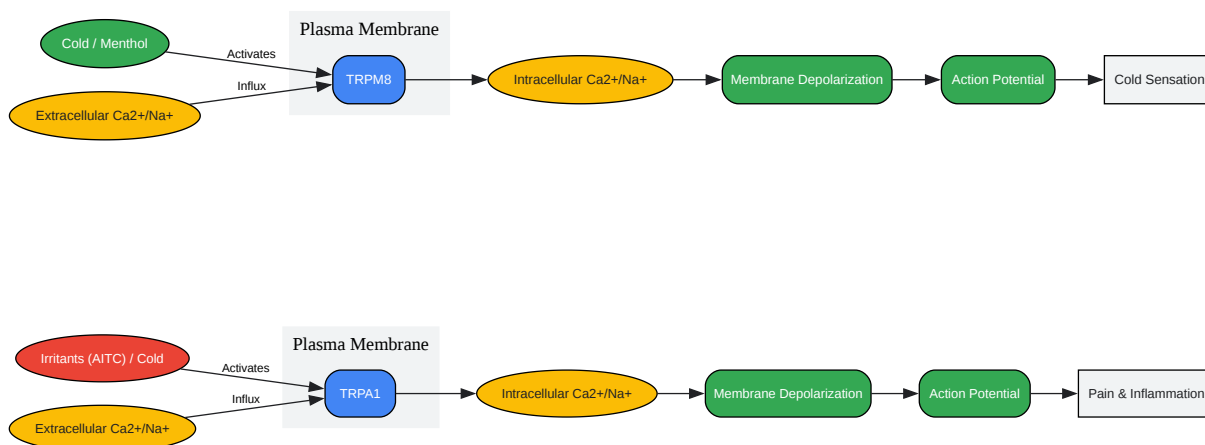 Plasma Membrane
Cold / Menthol
Activates
TRPM8
Intracellular Ca2+/Na+
Membrane Depolarization
Action Potential
Cold Sensation
Influx
Extracellular Ca2+/Na+
Plasma Membrane
Irritants (AITC) / Cold
Activates
TRPA1
Intracellular Ca2+/Na+
Membrane Depolarization
Action Potential
Pain & Inflammation
Influx
Extracellular Ca2+/Na+